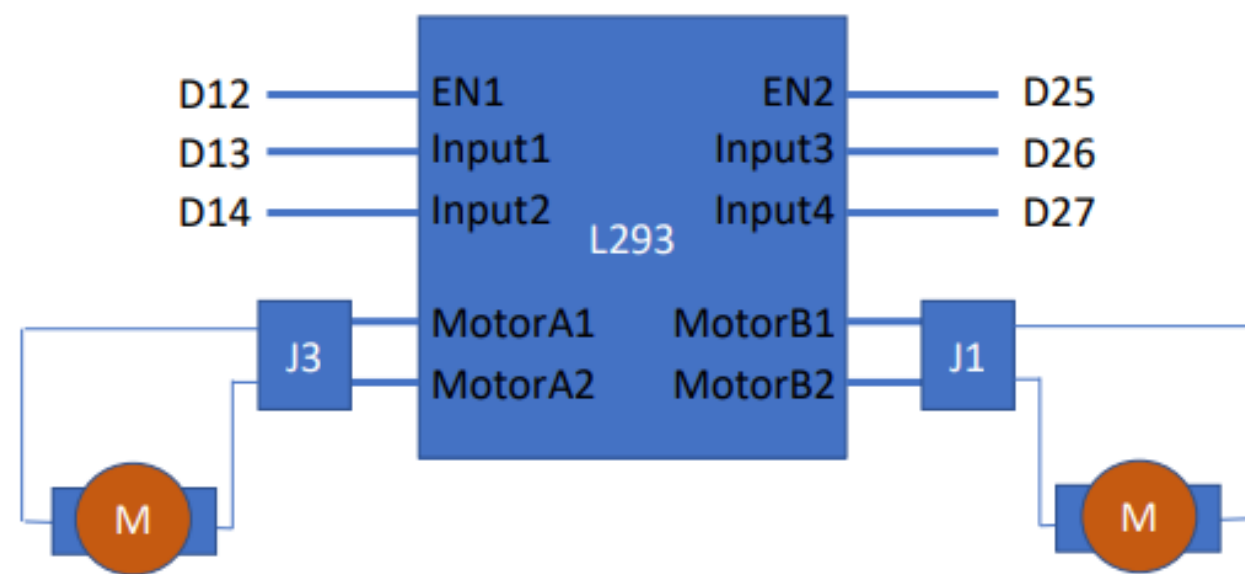 D12 EN1 EN2 D25
D13 Input1 Input3 D26
D14 Input2 Input4 D27
L293
J3 MotorA1 MotorB1 J1
MotorA2 MotorB2
M M